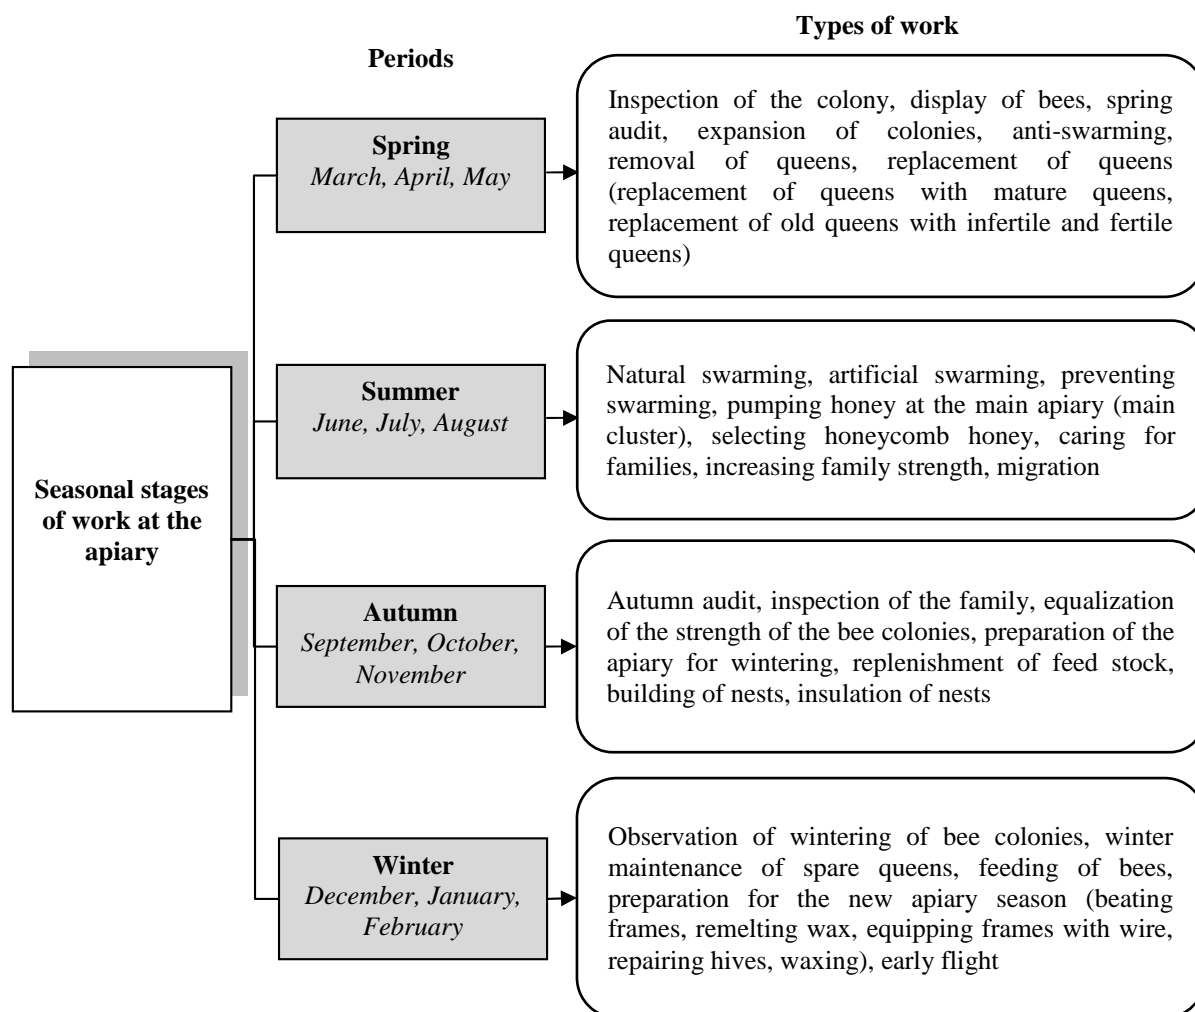 Types of work
Periods
Spring
March, April, May
Inspection of the colony, display of bees, spring
audit, expansion of colonies, anti-swarming,
removal of queens, replacement of queens
(replacement of queens with mature queens,
replacement of old queens with infertile and fertile
queens)
Summer
June, July, August
Natural swarming, artificial swarming, preventing
swarming, pumping honey at the main apiary (main
cluster), selecting honeycomb honey, caring for
families, increasing family strength, migration
Seasonal stages
of work at the
apiary
Autumn
September, October,
November
Autumn audit, inspection of the family, equalization
of the strength of the bee colonies, preparation of the
apiary for wintering, replenishment of feed stock,
building of nests, insulation of nests
Winter
December, January,
February
Observation of wintering of bee colonies, winter
maintenance of spare queens, feeding of bees,
preparation for the new apiary season (beating
frames, remelting wax, equipping frames with wire,
repairing hives, waxing), early flight